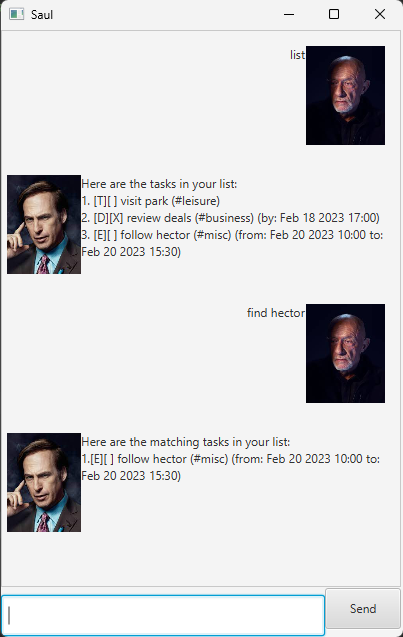 Saul
list
Here are the tasks in your list:
1. [T][ ] visit park (#leisure)
2. [D][X] review deals (#business) (by: Feb 18 2023 17:00)
3. [E][ ] follow hector (#misc) (from: Feb 20 2023 10:00 to:
Feb 20 2023 15:30)
find hector
Here are the matching tasks in your list:
1.[E][ ] follow hector (#misc) (from: Feb 20 2023 10:00 to:
Feb 20 2023 15:30)
Send